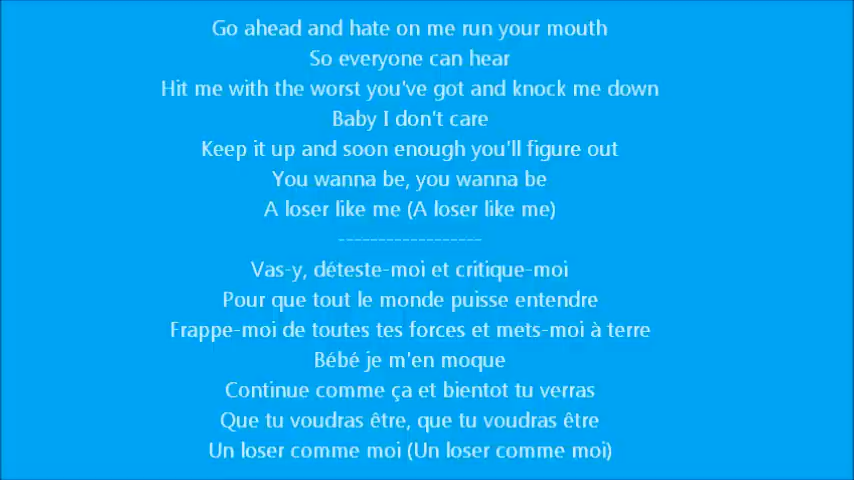 Go ahead and hate on me run your mouth
So everyone can hear
Hit me with the worst you've got and knock me down
Baby I don't care
Keep it up and soon enough you'll figure out
You wanna be, you wanna be
A loser like me (A loser like me)
------------------
Vas-y, déteste-moi et critique-moi
Pour que tout le monde puisse entendre
Frappe-moi de toutes tes forces et mets-moi à terre
Bébé je m'en moque
Continue comme ça et bientot tu verras
Que tu voudras être, que tu voudras être
Un loser comme moi (Un loser comme moi)